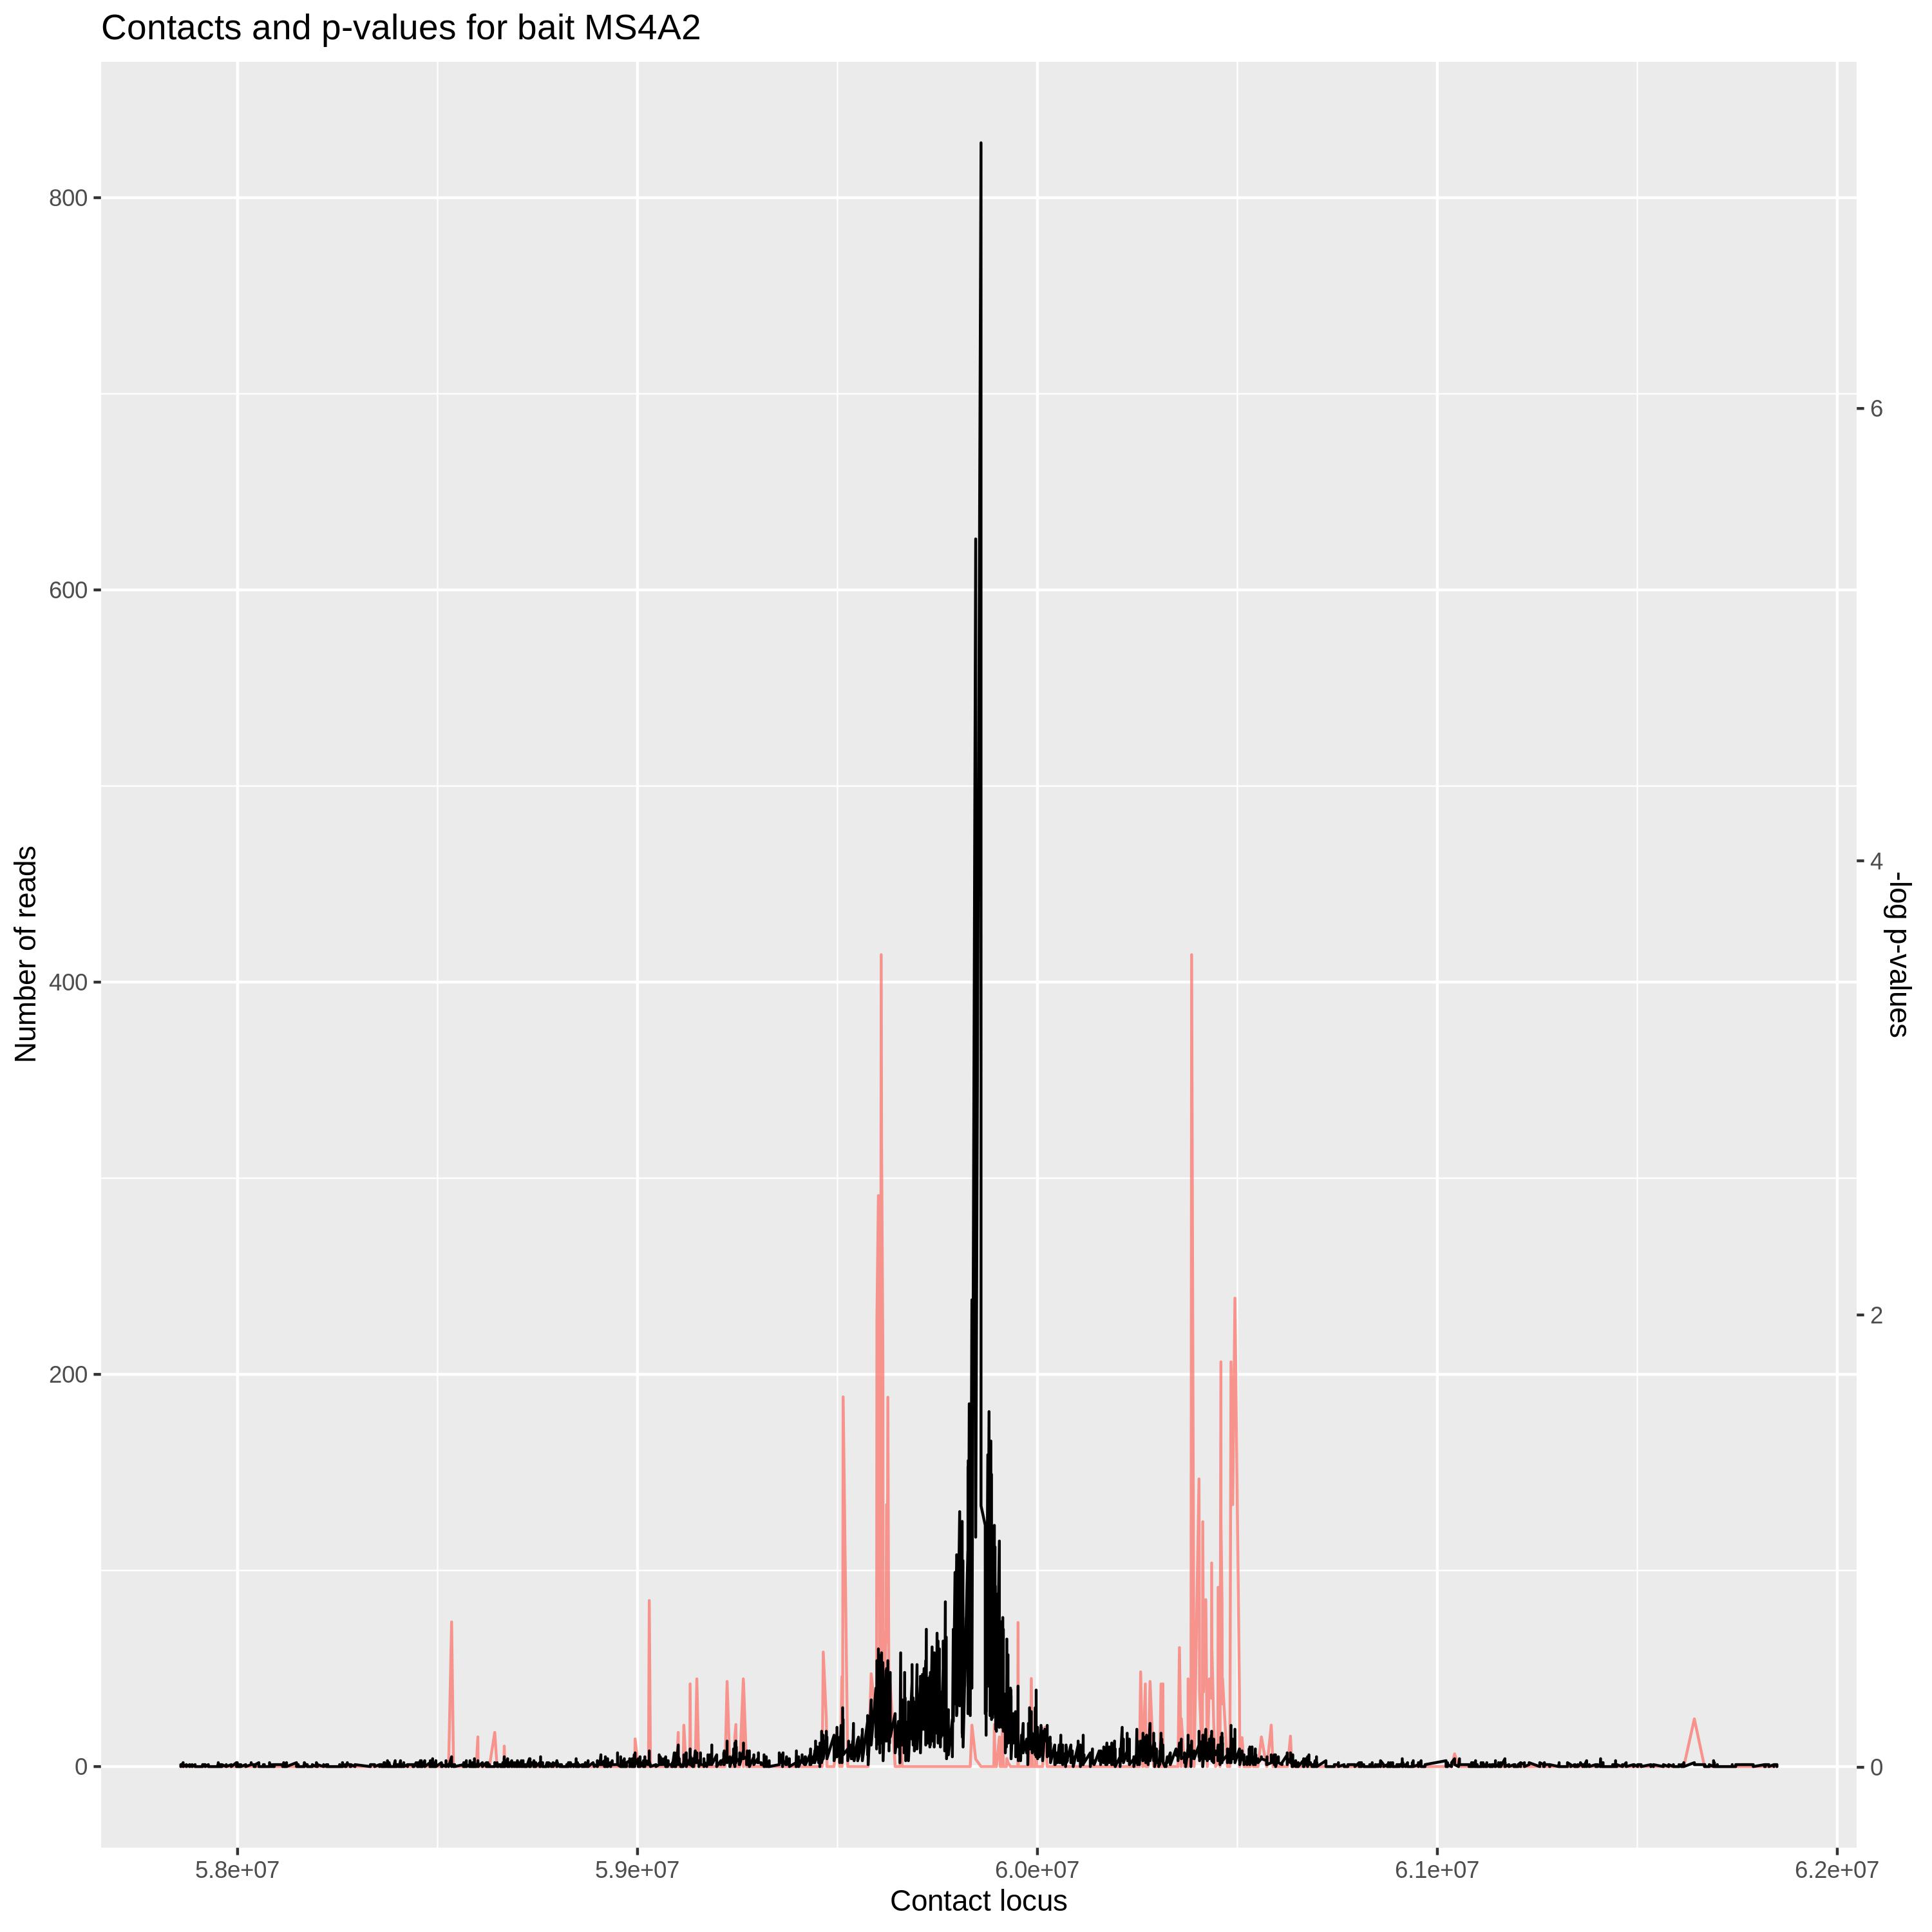 Contacts and p-values for bait MS4A2
800
600
400
200
0
Number of reads
6
4
2
0
-log p-values
5.8e+07
5.9e+07
6.0e+07
6.1e+07
6.2e+07
Contact locus